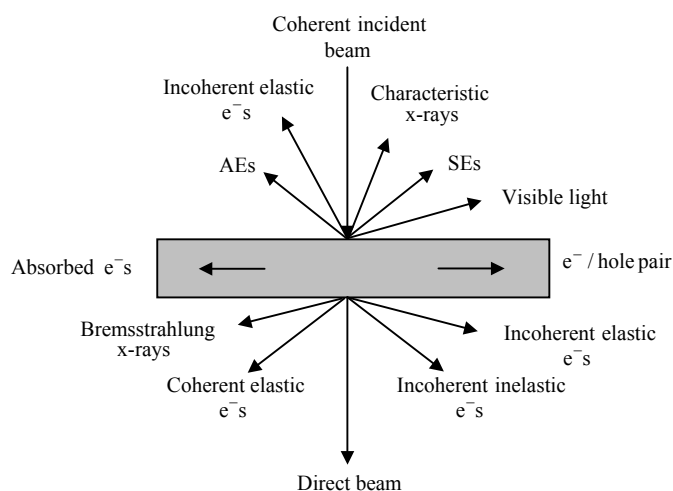 Coherent incident
beam
Incoherent elastic
e⁻s
Characteristic
x-rays
AEs
SEs
Visible light
Absorbed e⁻s
e⁻ / hole pair
Bremsstrahlung
x-rays
Incoherent elastic
e⁻s
Coherent elastic
e⁻s
Incoherent inelastic
e⁻s
Direct beam